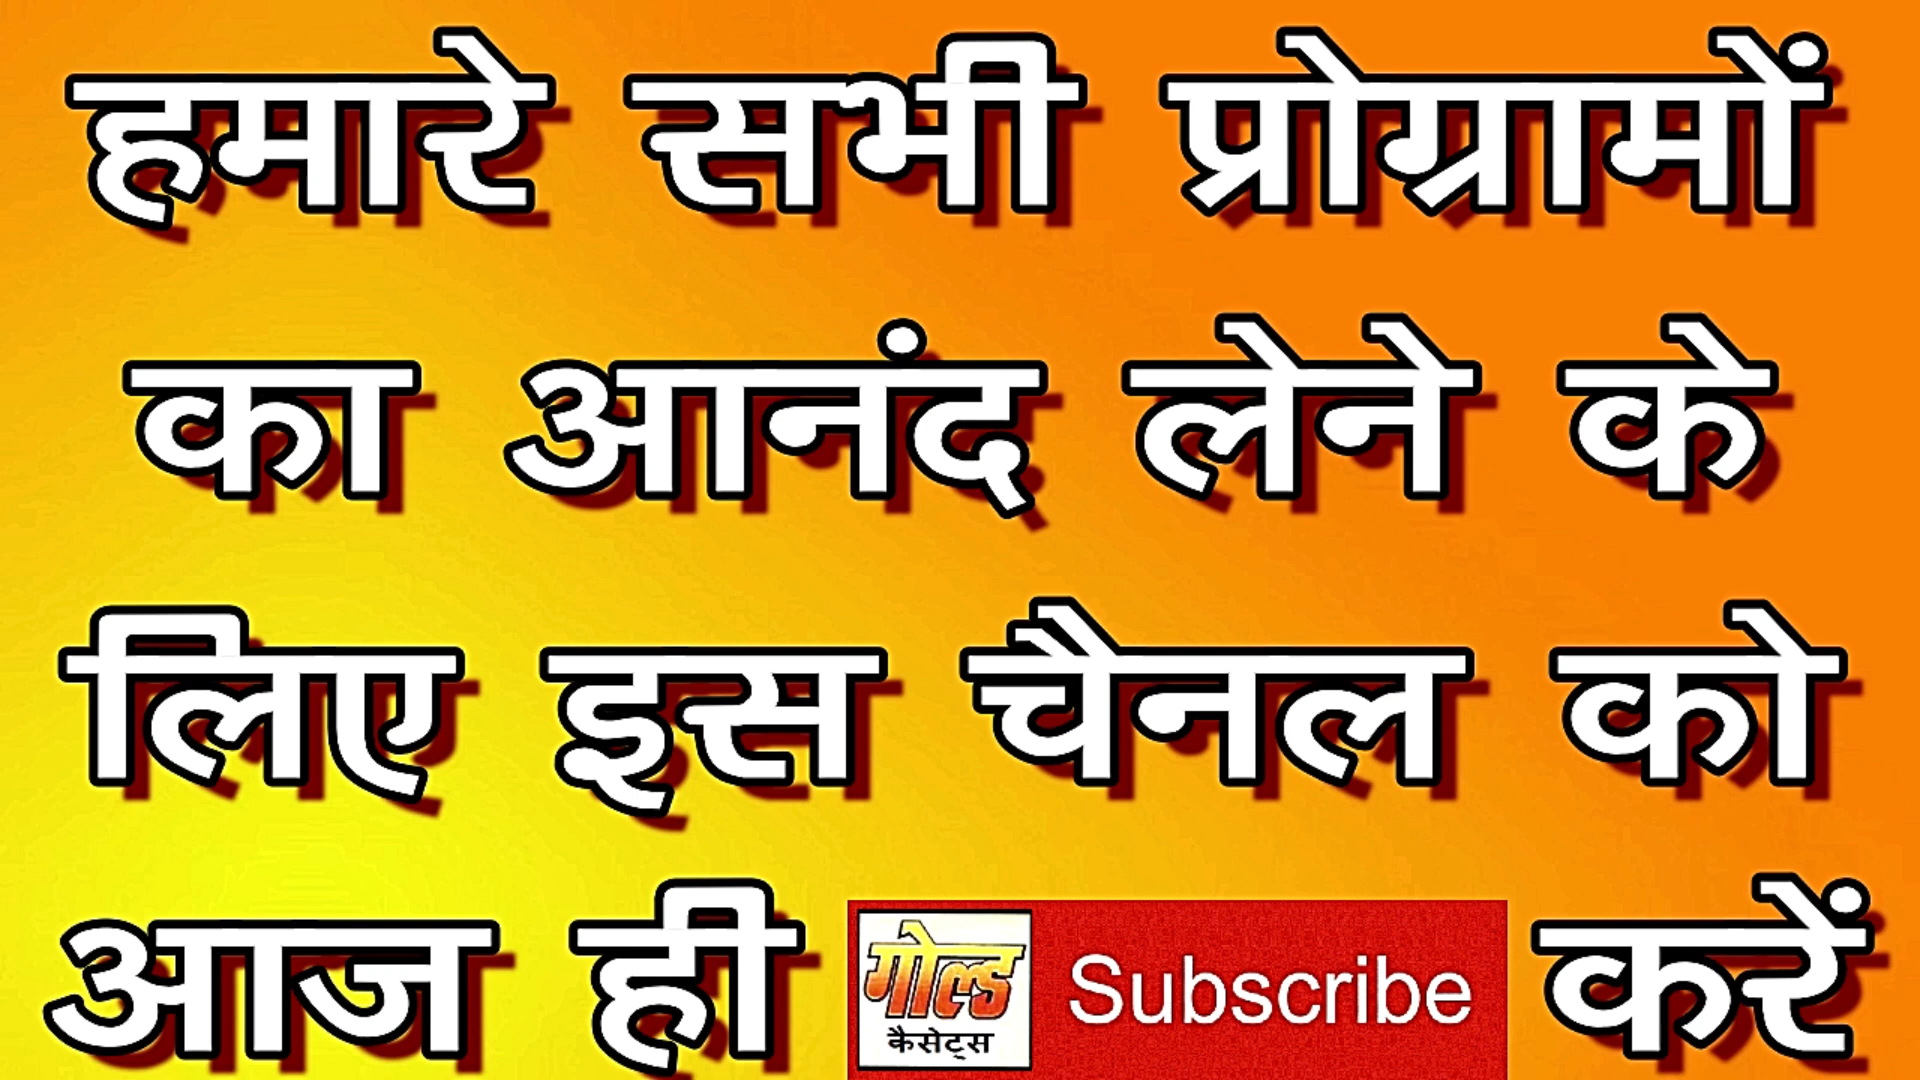 हमारे सभी प्रोग्रामों
का आनंद लेने के
लिए इस चैनल को
आज ही गोल्ड कैसेट्स Subscribe करें